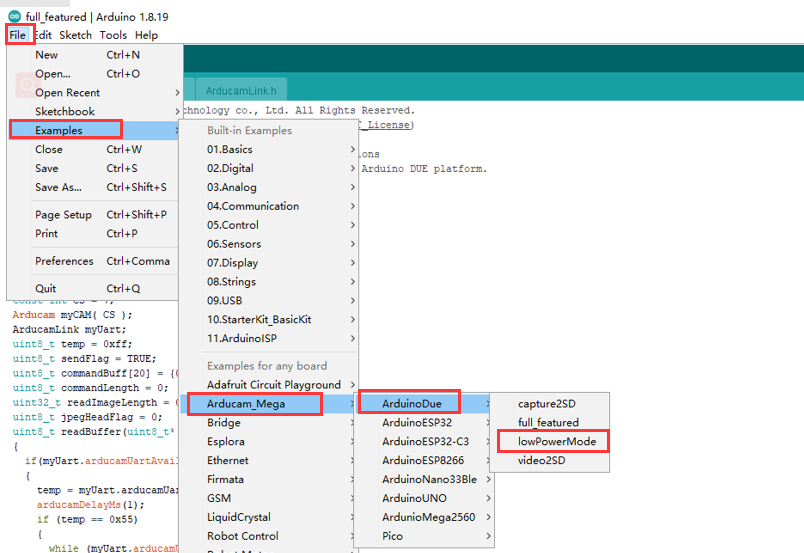 full_featured | Arduino 1.8.19
File Edit Sketch Tools Help
New Ctrl+N
Open... Ctrl+O
Open Recent
Sketchbook
Examples
Close Ctrl+W
Save Ctrl+S
Save As... Ctrl+Shift+S
Page Setup Ctrl+Shift+P
Print Ctrl+P
Preferences Ctrl+Comma
Quit Ctrl+Q
ArducamLink.h
chnology co., Ltd. All Rights Reserved.
_License)
ions
Arduino DUE platform.
Built-in Examples
01.Basics
02.Digital
03.Analog
04.Communication
05.Control
06.Sensors
07.Display
08.Strings
09.USB
10.StarterKit_BasicKit
11.ArduinoISP
Examples for any board
Adafruit Circuit Playground
Arducam_Mega
Bridge
Esplora
Ethernet
Firmata
GSM
LiquidCrystal
Robot Control
ArduinoDue
ArduinoESP32
ArduinoESP32-C3
ArduinoESP8266
ArduinoNano33Ble
ArduinoUNO
ArdunioMega2560
Pico
capture2SD
full_featured
lowPowerMode
video2SD
const int CS = 7;
Arducam myCAM( CS );
ArducamLink myUart;
uint8_t temp = 0xff;
uint8_t sendFlag = TRUE;
uint8_t commandBuff[20] = {0
uint8_t commandLength = 0;
uint32_t readImageLength =
uint8_t jpegHeadFlag = 0;
uint8_t readBuffer(uint8_t*
{
if(myUart.arducamUartAvail
{
temp = myUart.arducamUar
arducamDelayMs(1);
if (temp == 0x55)
{
while (myUart.arducamU